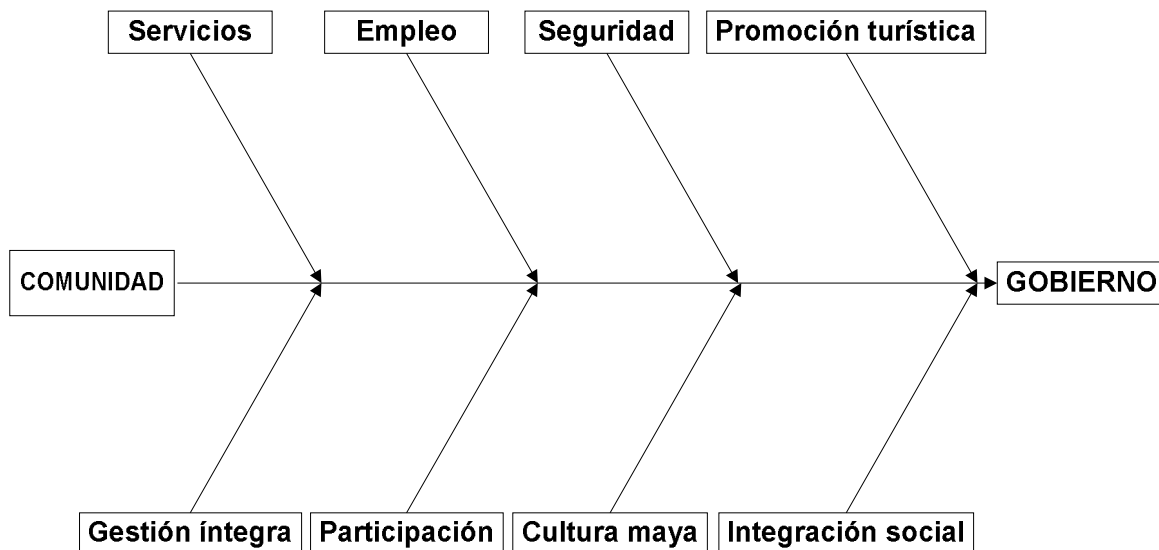 Servicios
Empleo
Seguridad
Promoción turística
COMUNIDAD
GOBIERNO
Gestión íntegra
Participación
Cultura maya
Integración social